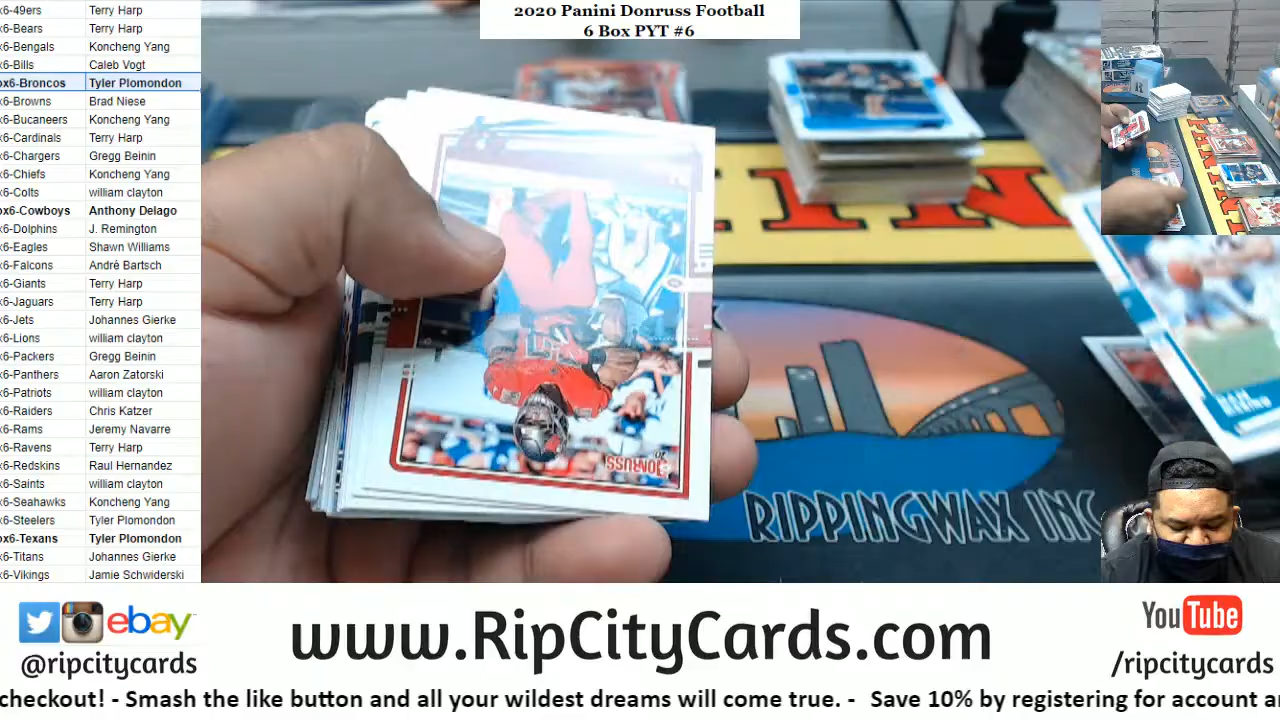 2020 Panini Donruss Football
6 Box PYT #6
x6-49ers Terry Harp
x6-Bears Terry Harp
x6-Bengals Koncheng Yang
x6-Bills Caleb Vogt
ox6-Broncos Tyler Plomondon
x6-Browns Brad Niese
x6-Bucaneers Koncheng Yang
x6-Cardinals Terry Harp
x6-Chargers Gregg Beinin
x6-Chiefs Koncheng Yang
x6-Colts william clayton
ox6-Cowboys Anthony Delago
x6-Dolphins J. Remington
x6-Eagles Shawn Williams
x6-Falcons André Bartsch
x6-Giants Terry Harp
x6-Jaguars Terry Harp
x6-Jets Johannes Gierke
x6-Lions william clayton
x6-Packers Gregg Beinin
x6-Panthers Aaron Zatorski
x6-Patriots william clayton
x6-Raiders Chris Katzer
x6-Rams Jeremy Navarre
x6-Ravens Terry Harp
x6-Redskins Raul Hernandez
x6-Saints william clayton
x6-Seahawks Koncheng Yang
x6-Steelers Tyler Plomondon
ox6-Texans Tyler Plomondon
x6-Titans Johannes Gierke
x6-Vikings Jamie Schwiderski
DONRUSS
RIPPINGWAX INC
ebay
@ripcitycards
www.RipCityCards.com
YouTube
/ripcitycards
checkout! - Smash the like button and all your wildest dreams will come true. - Save 10% by registering for account a